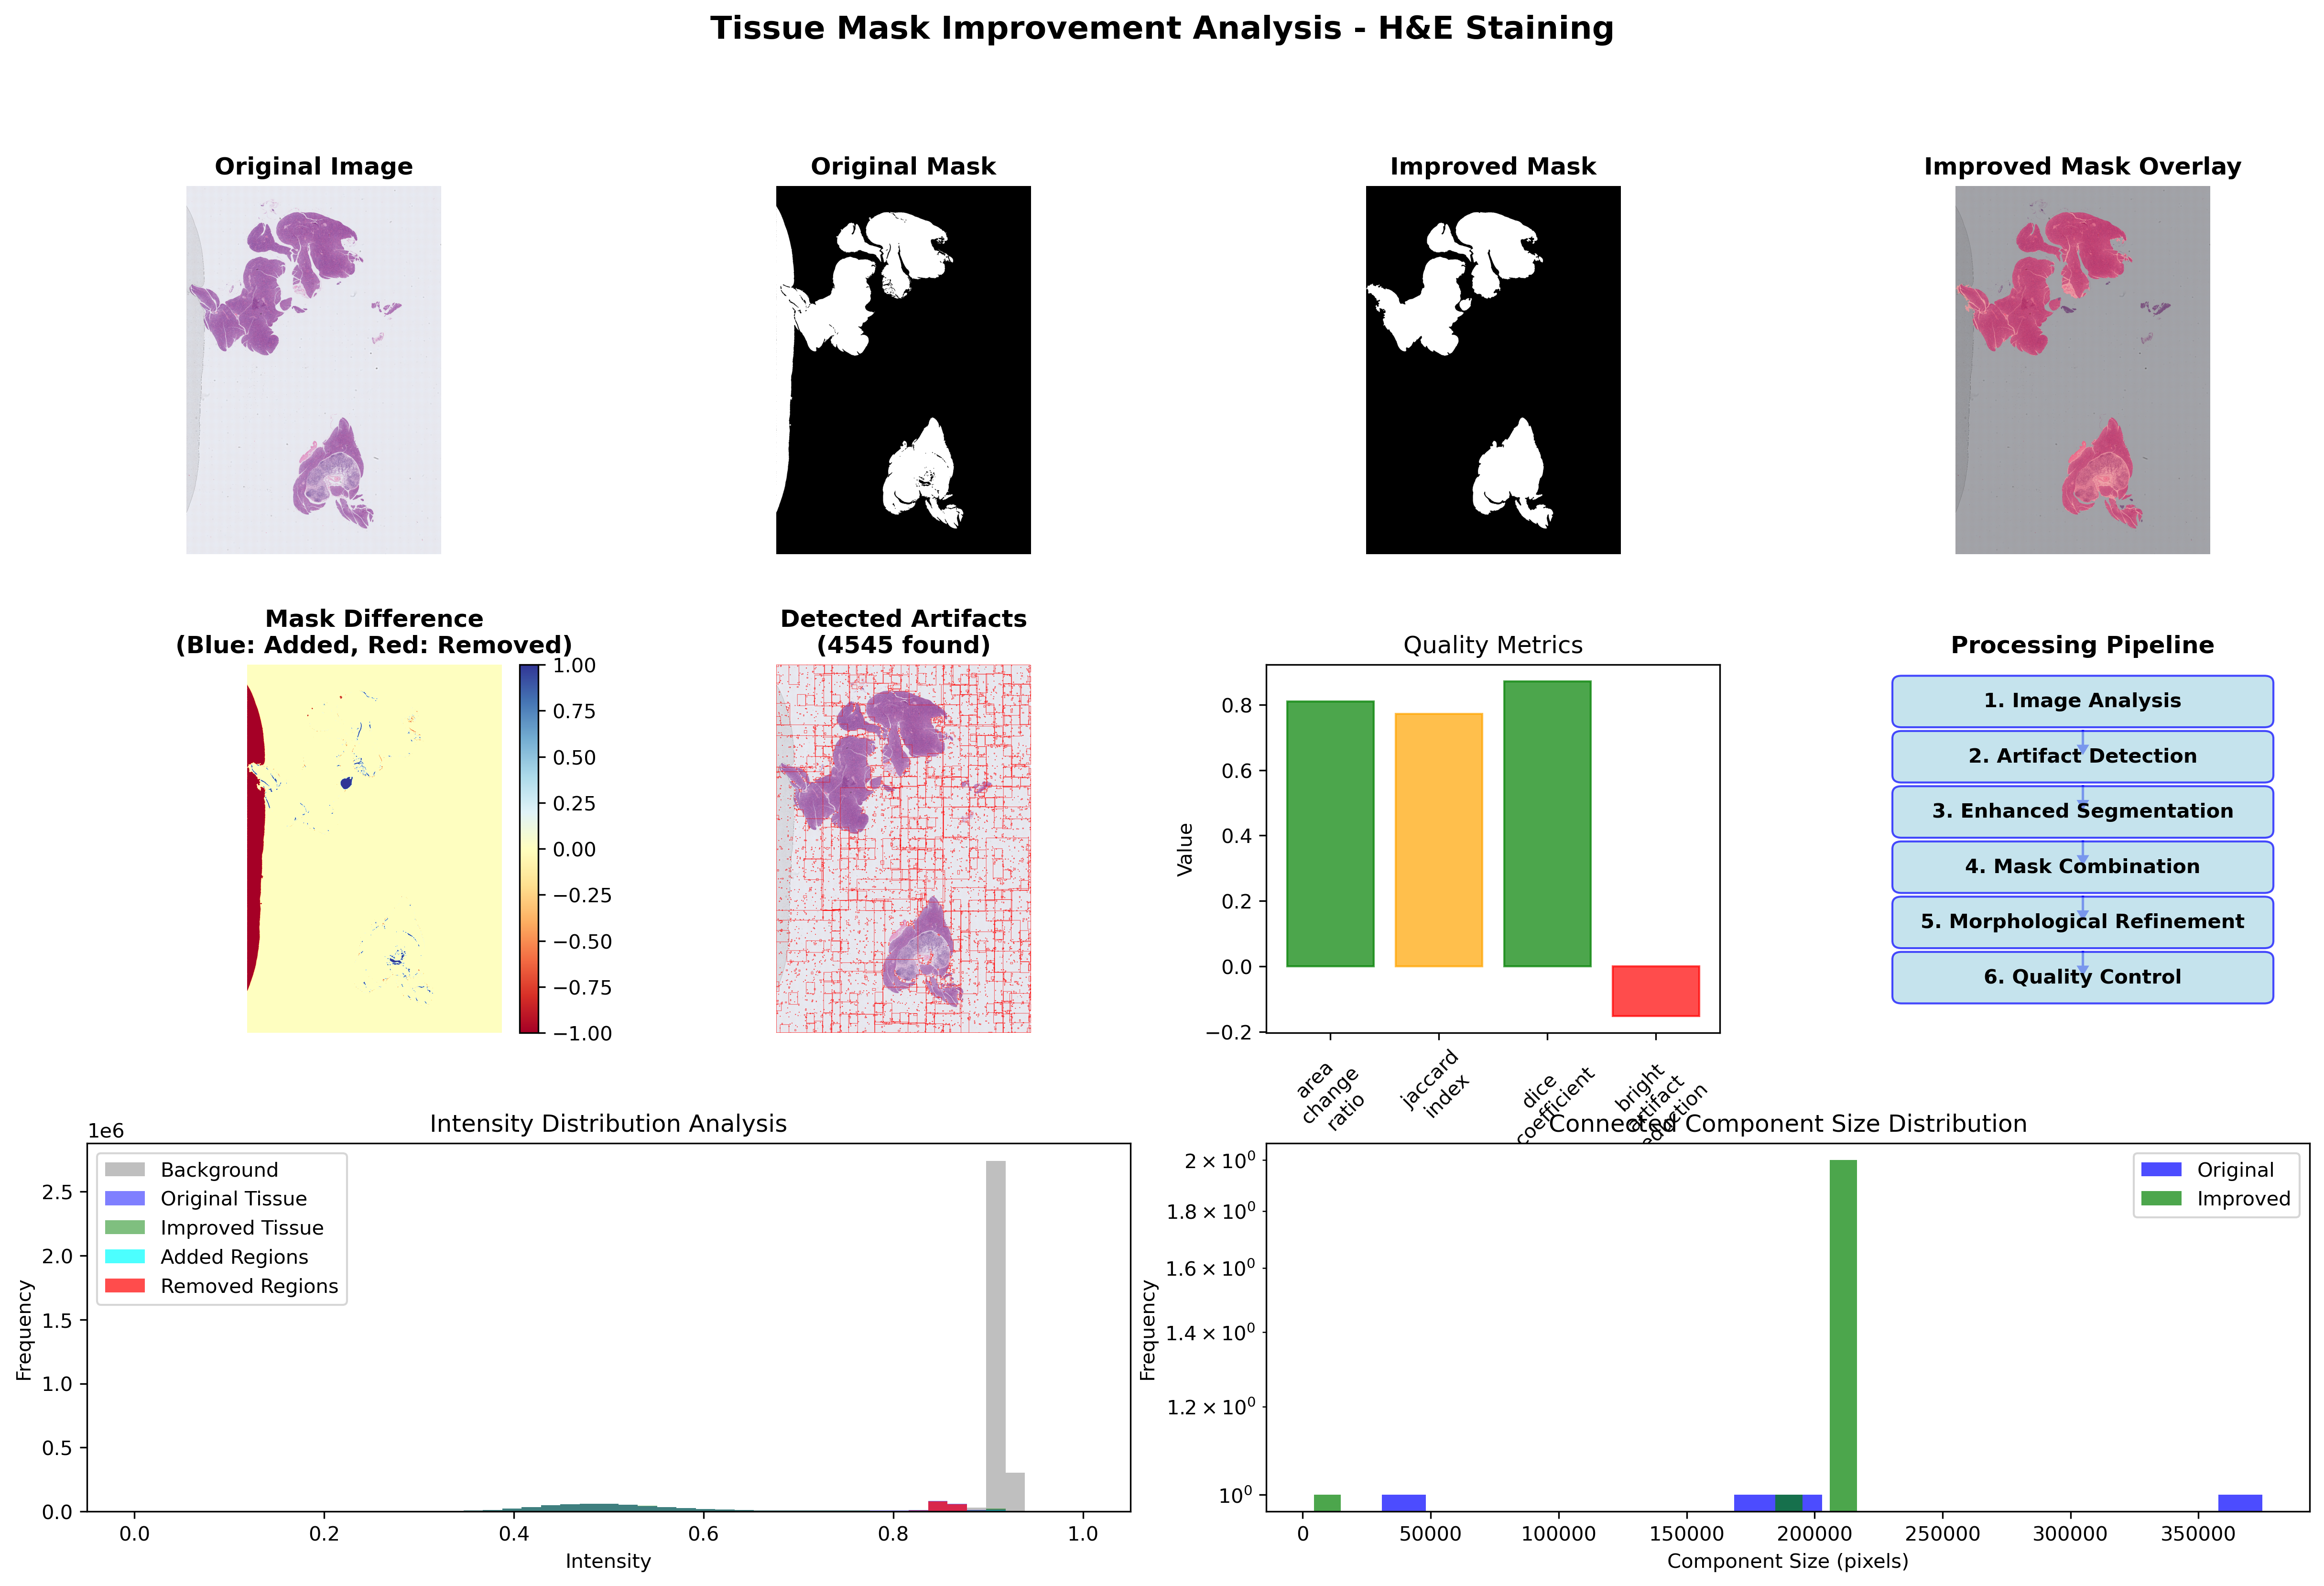 Tissue Mask Improvement Analysis - H&E Staining
Original Image
Original Mask
Improved Mask
Improved Mask Overlay
Mask Difference
(Blue: Added, Red: Removed)
1.00
0.75
0.50
0.25
0.00
−0.25
−0.50
−0.75
−1.00
Detected Artifacts
(4545 found)
Quality Metrics
Value
0.8
0.6
0.4
0.2
0.0
−0.2
area
change
ratio
jaccard
index
dice
coefficient
bright
artifact
Processing Pipeline
1. Image Analysis
2. Artifact Detection
3. Enhanced Segmentation
4. Mask Combination
5. Morphological Refinement
6. Quality Control
Intensity Distribution Analysis
1e6
Frequency
2.5
2.0
1.5
1.0
0.5
0.0
Background
Original Tissue
Improved Tissue
Added Regions
Removed Regions
0.0 0.2 0.4 0.6 0.8 1.0
Intensity
Connected Component Size Distribution
Frequency
2 × 10⁰
1.8 × 10⁰
1.6 × 10⁰
1.4 × 10⁰
1.2 × 10⁰
10⁰
Original
Improved
0 50000 100000 150000 200000 250000 300000 350000
Component Size (pixels)